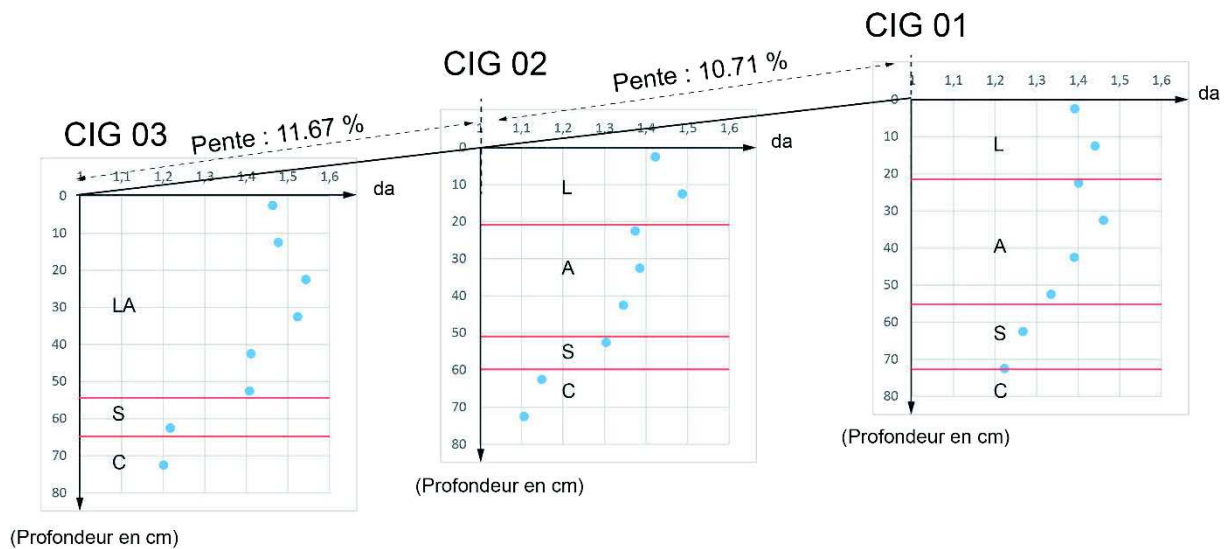 CIG 01
Pente : 10.71 %
1 1,1 1,2 1,3 1,4 1,5 1,6
da
0
10
20
30
40
50
60
70
80
L
A
S
C
(Profondeur en cm)
CIG 02
Pente : 11.67 %
1 1,1 1,2 1,3 1,4 1,5 1,6
da
0
10
20
30
40
50
60
70
80
L
A
S
C
(Profondeur en cm)
CIG 03
1 1,1 1,2 1,3 1,4 1,5 1,6
da
0
10
20
30
40
50
60
70
80
LA
S
C
(Profondeur en cm)